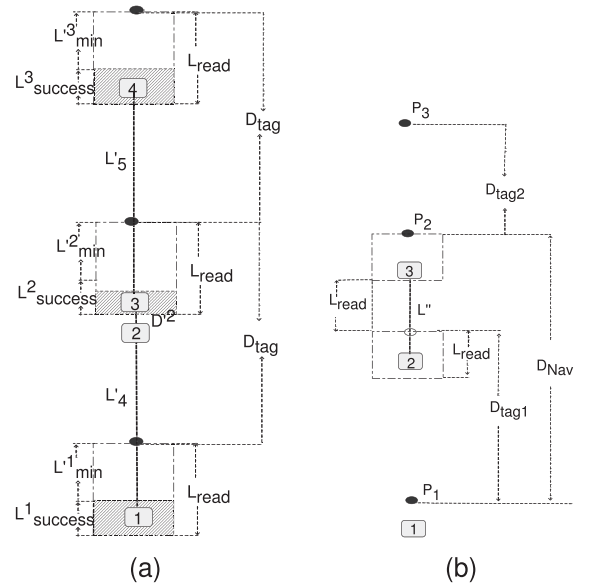 L'³min
L³success
4
Lread
Dtag
L'5
L'²min
L²success
3
Lread
D'²
2
Dtag
L'4
L'¹min
L¹success
1
Lread
(a)
P3
Dtag2
P2
3
Lread
L"
2
Lread
DNav
Dtag1
P1
1
(b)